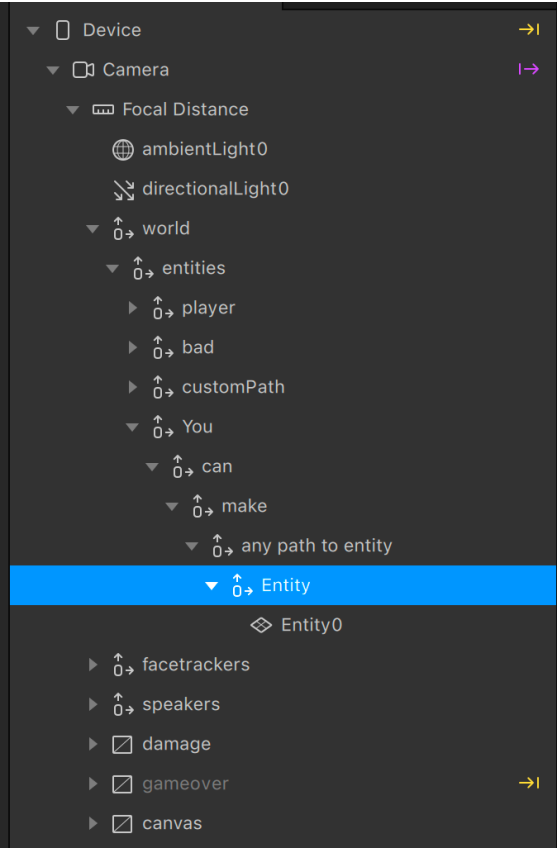 Device
Camera
Focal Distance
ambientLight0
directionalLight0
world
entities
player
bad
customPath
You
can
make
any path to entity
Entity
Entity0
facetrackers
speakers
damage
gameover
canvas